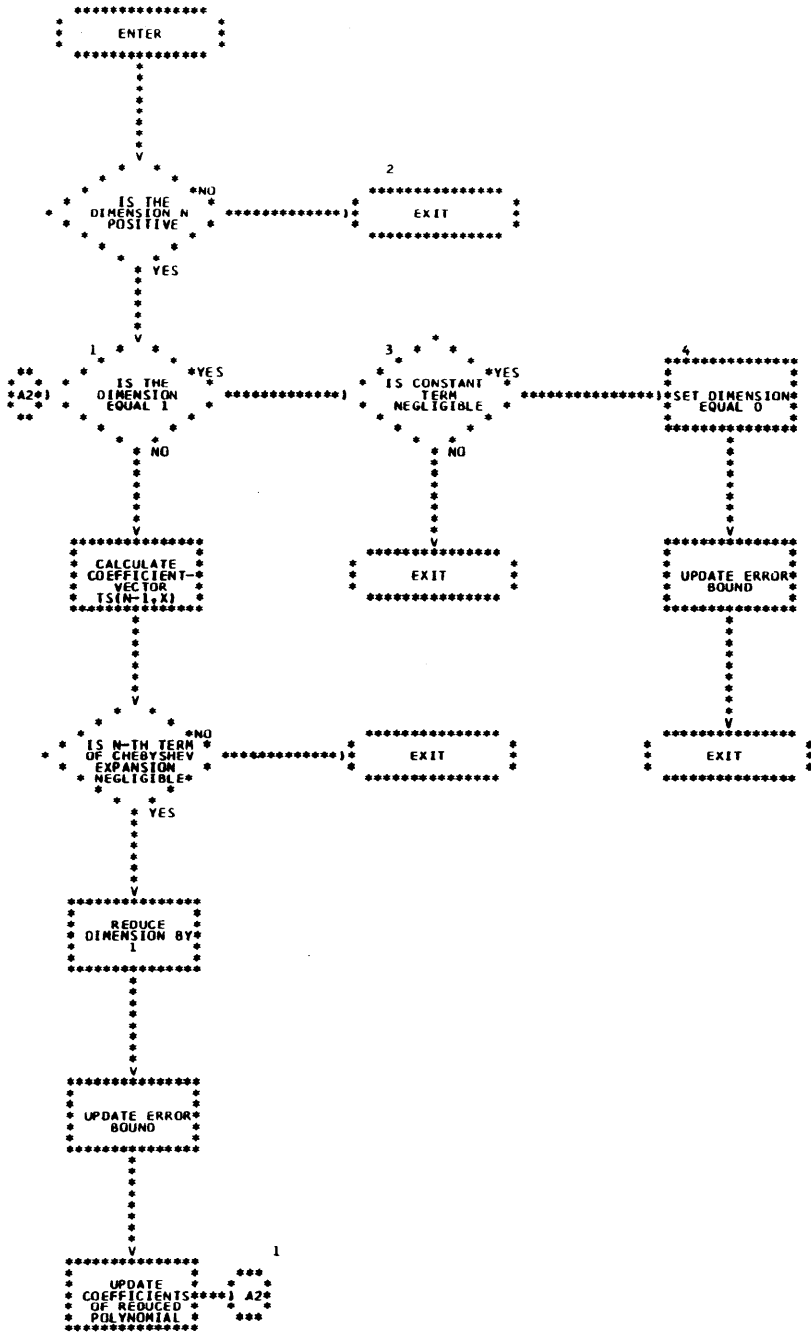 ENTER
2
IS THE
DIMENSION N
POSITIVE
NO
EXIT
YES
1
3
4
A2
IS THE
DIMENSION
EQUAL 1
YES
IS CONSTANT
TERM
NEGLIGIBLE
YES
SET DIMENSION
EQUAL 0
NO
NO
CALCULATE
COEFFICIENT-
VECTOR
TS(N-1,X)
EXIT
UPDATE ERROR
BOUND
IS N-TH TERM
OF CHEBYSHEV
EXPANSION
NEGLIGIBLE
NO
EXIT
EXIT
YES
REDUCE
DIMENSION BY
1
UPDATE ERROR
BOUND
1
UPDATE
COEFFICIENTS
OF REDUCED
POLYNOMIAL
A2